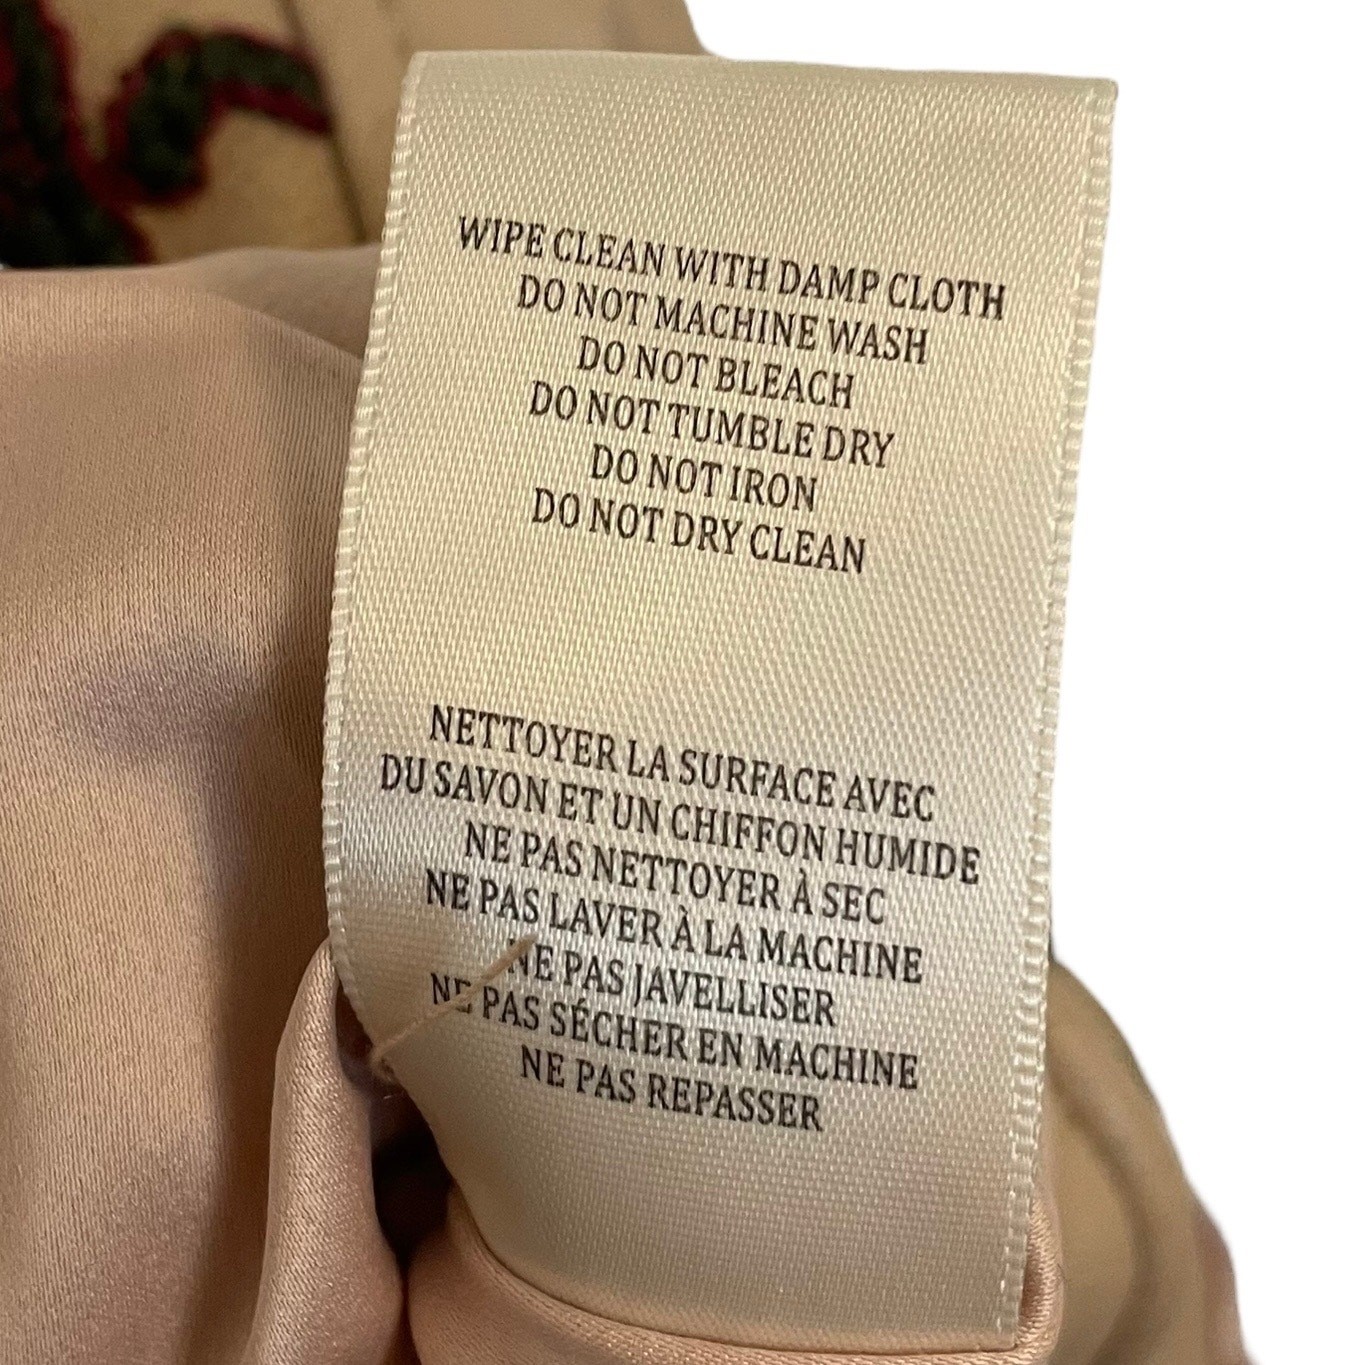 WIPE CLEAN WITH DAMP CLOTH
DO NOT MACHINE WASH
DO NOT BLEACH
DO NOT TUMBLE DRY
DO NOT IRON
DO NOT DRY CLEAN
NETTOYER LA SURFACE AVEC
DU SAVON ET UN CHIFFON HUMIDE
NE PAS NETTOYER À SEC
NE PAS LAVER À LA MACHINE
NE PAS JAVELLISER
NE PAS SÉCHER EN MACHINE
NE PAS REPASSER